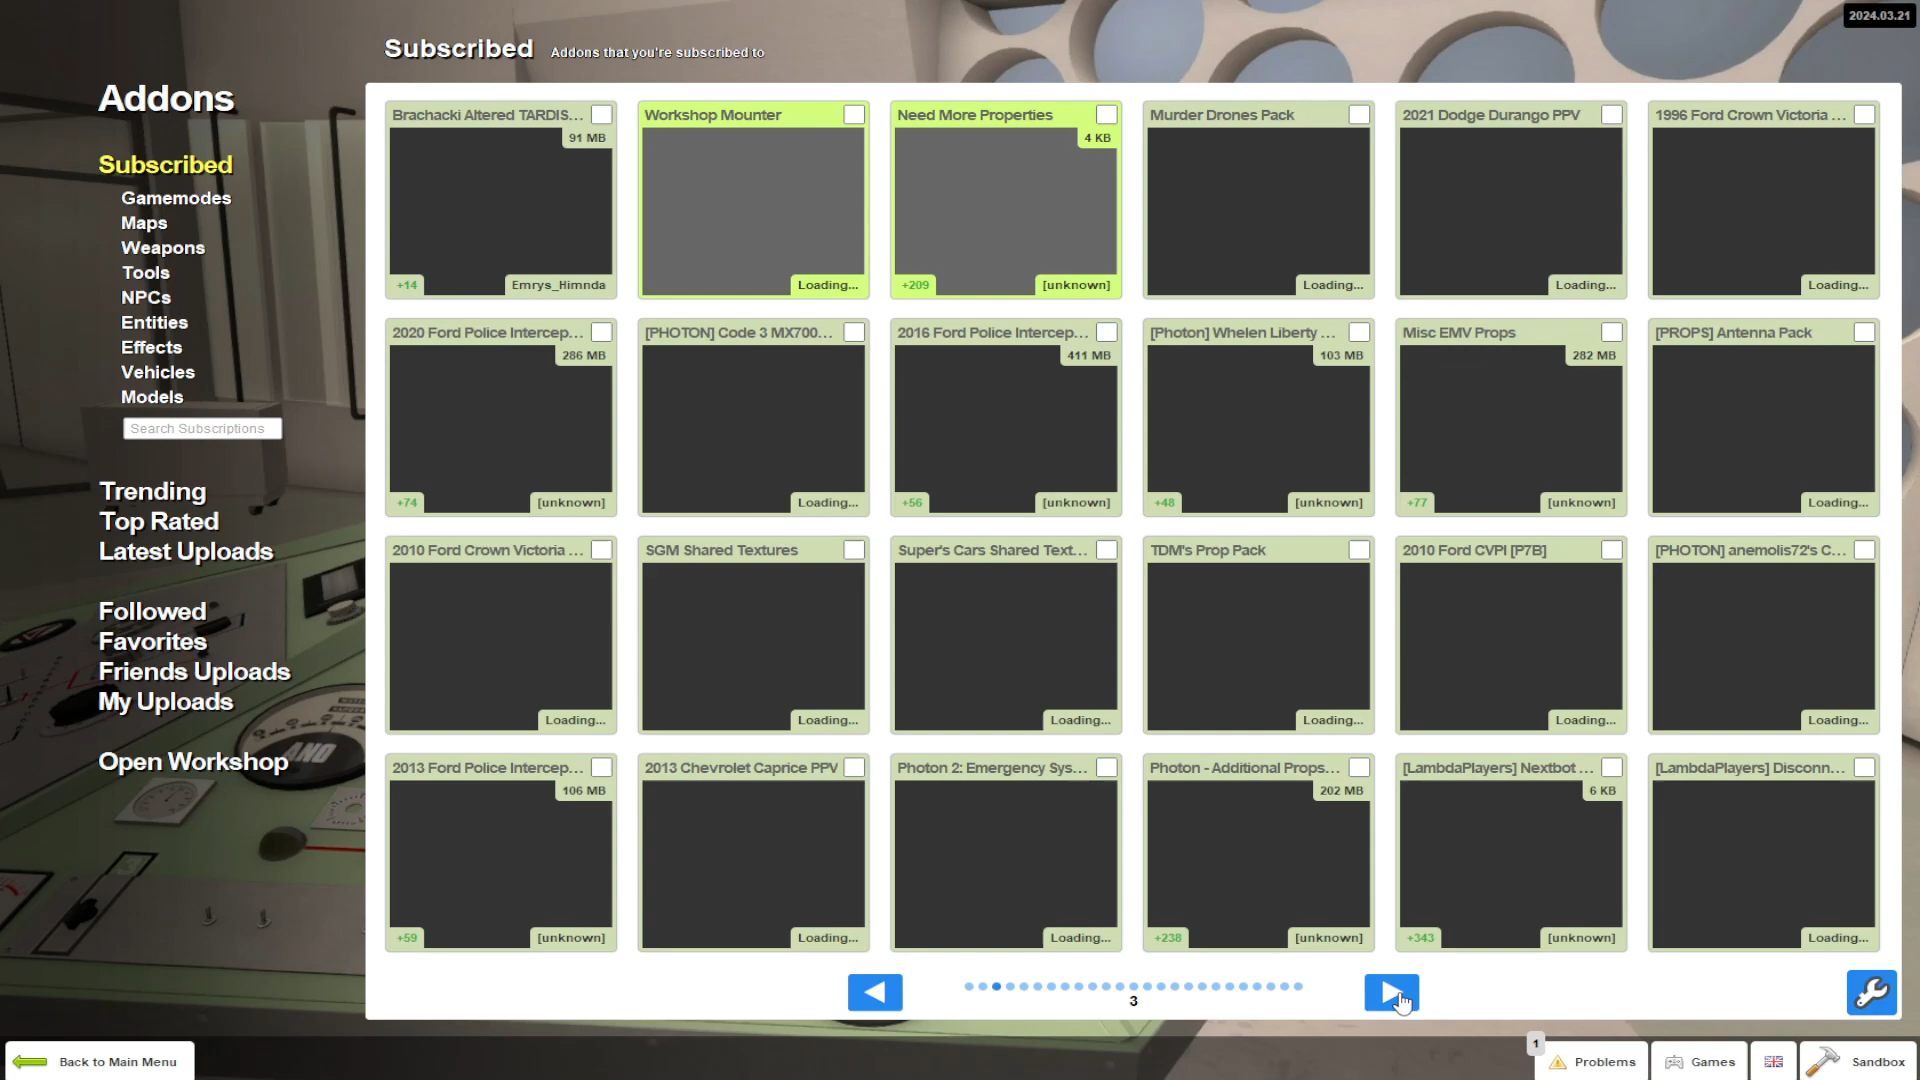 2024.03.21
Subscribed Addons that you're subscribed to
Addons
Subscribed
Gamemodes
Maps
Weapons
Tools
NPCs
Entities
Effects
Vehicles
Models
Search Subscriptions
Trending
Top Rated
Latest Uploads
Followed
Favorites
Friends Uploads
My Uploads
Open Workshop
Brachacki Altered TARDIS...
91 MB
+14 Emrys_Himnda
Workshop Mounter
Loading...
Need More Properties
4 KB
+209 [unknown]
Murder Drones Pack
Loading...
2021 Dodge Durango PPV
Loading...
1996 Ford Crown Victoria ...
Loading...
2020 Ford Police Intercep...
286 MB
+74 [unknown]
[PHOTON] Code 3 MX700...
Loading...
2016 Ford Police Intercep...
411 MB
+56 [unknown]
[Photon] Whelen Liberty ...
103 MB
+48 [unknown]
Misc EMV Props
282 MB
+77 [unknown]
[PROPS] Antenna Pack
Loading...
2010 Ford Crown Victoria ...
Loading...
SGM Shared Textures
Loading...
Super's Cars Shared Text...
Loading...
TDM's Prop Pack
Loading...
2010 Ford CVPI [P7B]
Loading...
[PHOTON] anemolis72's C...
Loading...
2013 Ford Police Intercep...
106 MB
+59 [unknown]
2013 Chevrolet Caprice PPV
Loading...
Photon 2: Emergency Sys...
Loading...
Photon - Additional Props...
202 MB
+238 [unknown]
[LambdaPlayers] Nextbot ...
6 KB
+343 [unknown]
[LambdaPlayers] Disconn...
Loading...
3
Back to Main Menu
1
Problems
Games
Sandbox